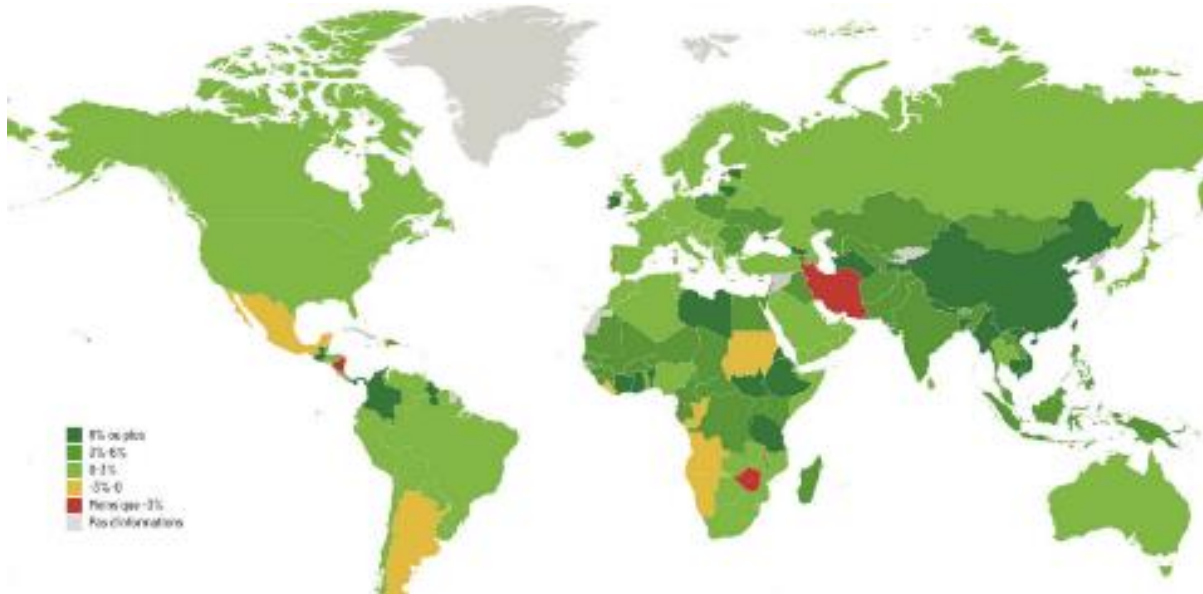 6% ou plus
3%-6%
0-3%
-3%-0
Moins que -3%
Pas d'informations